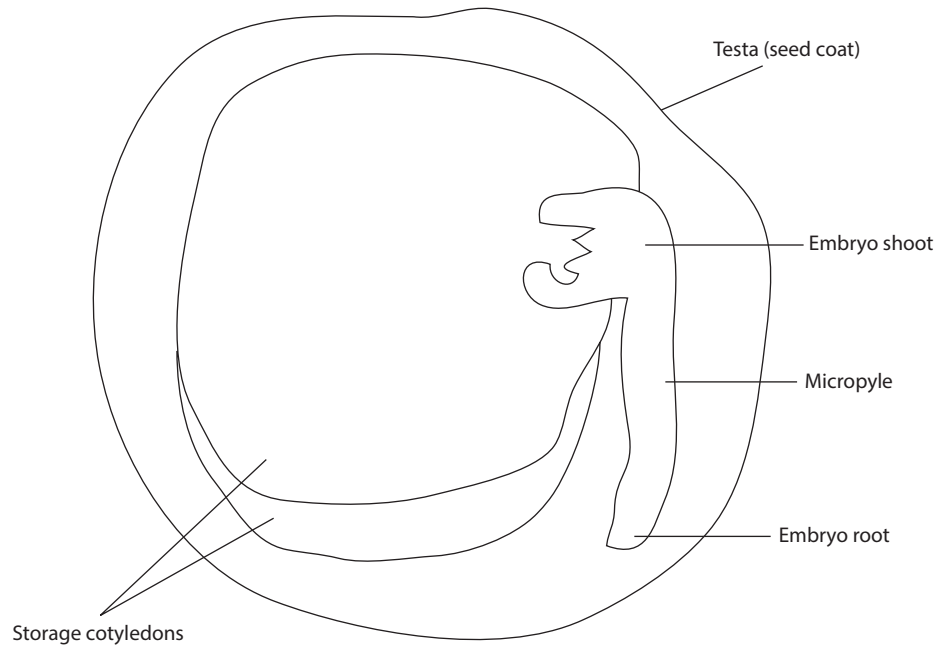 Testa (seed coat)
Embryo shoot
Micropyle
Embryo root
Storage cotyledons